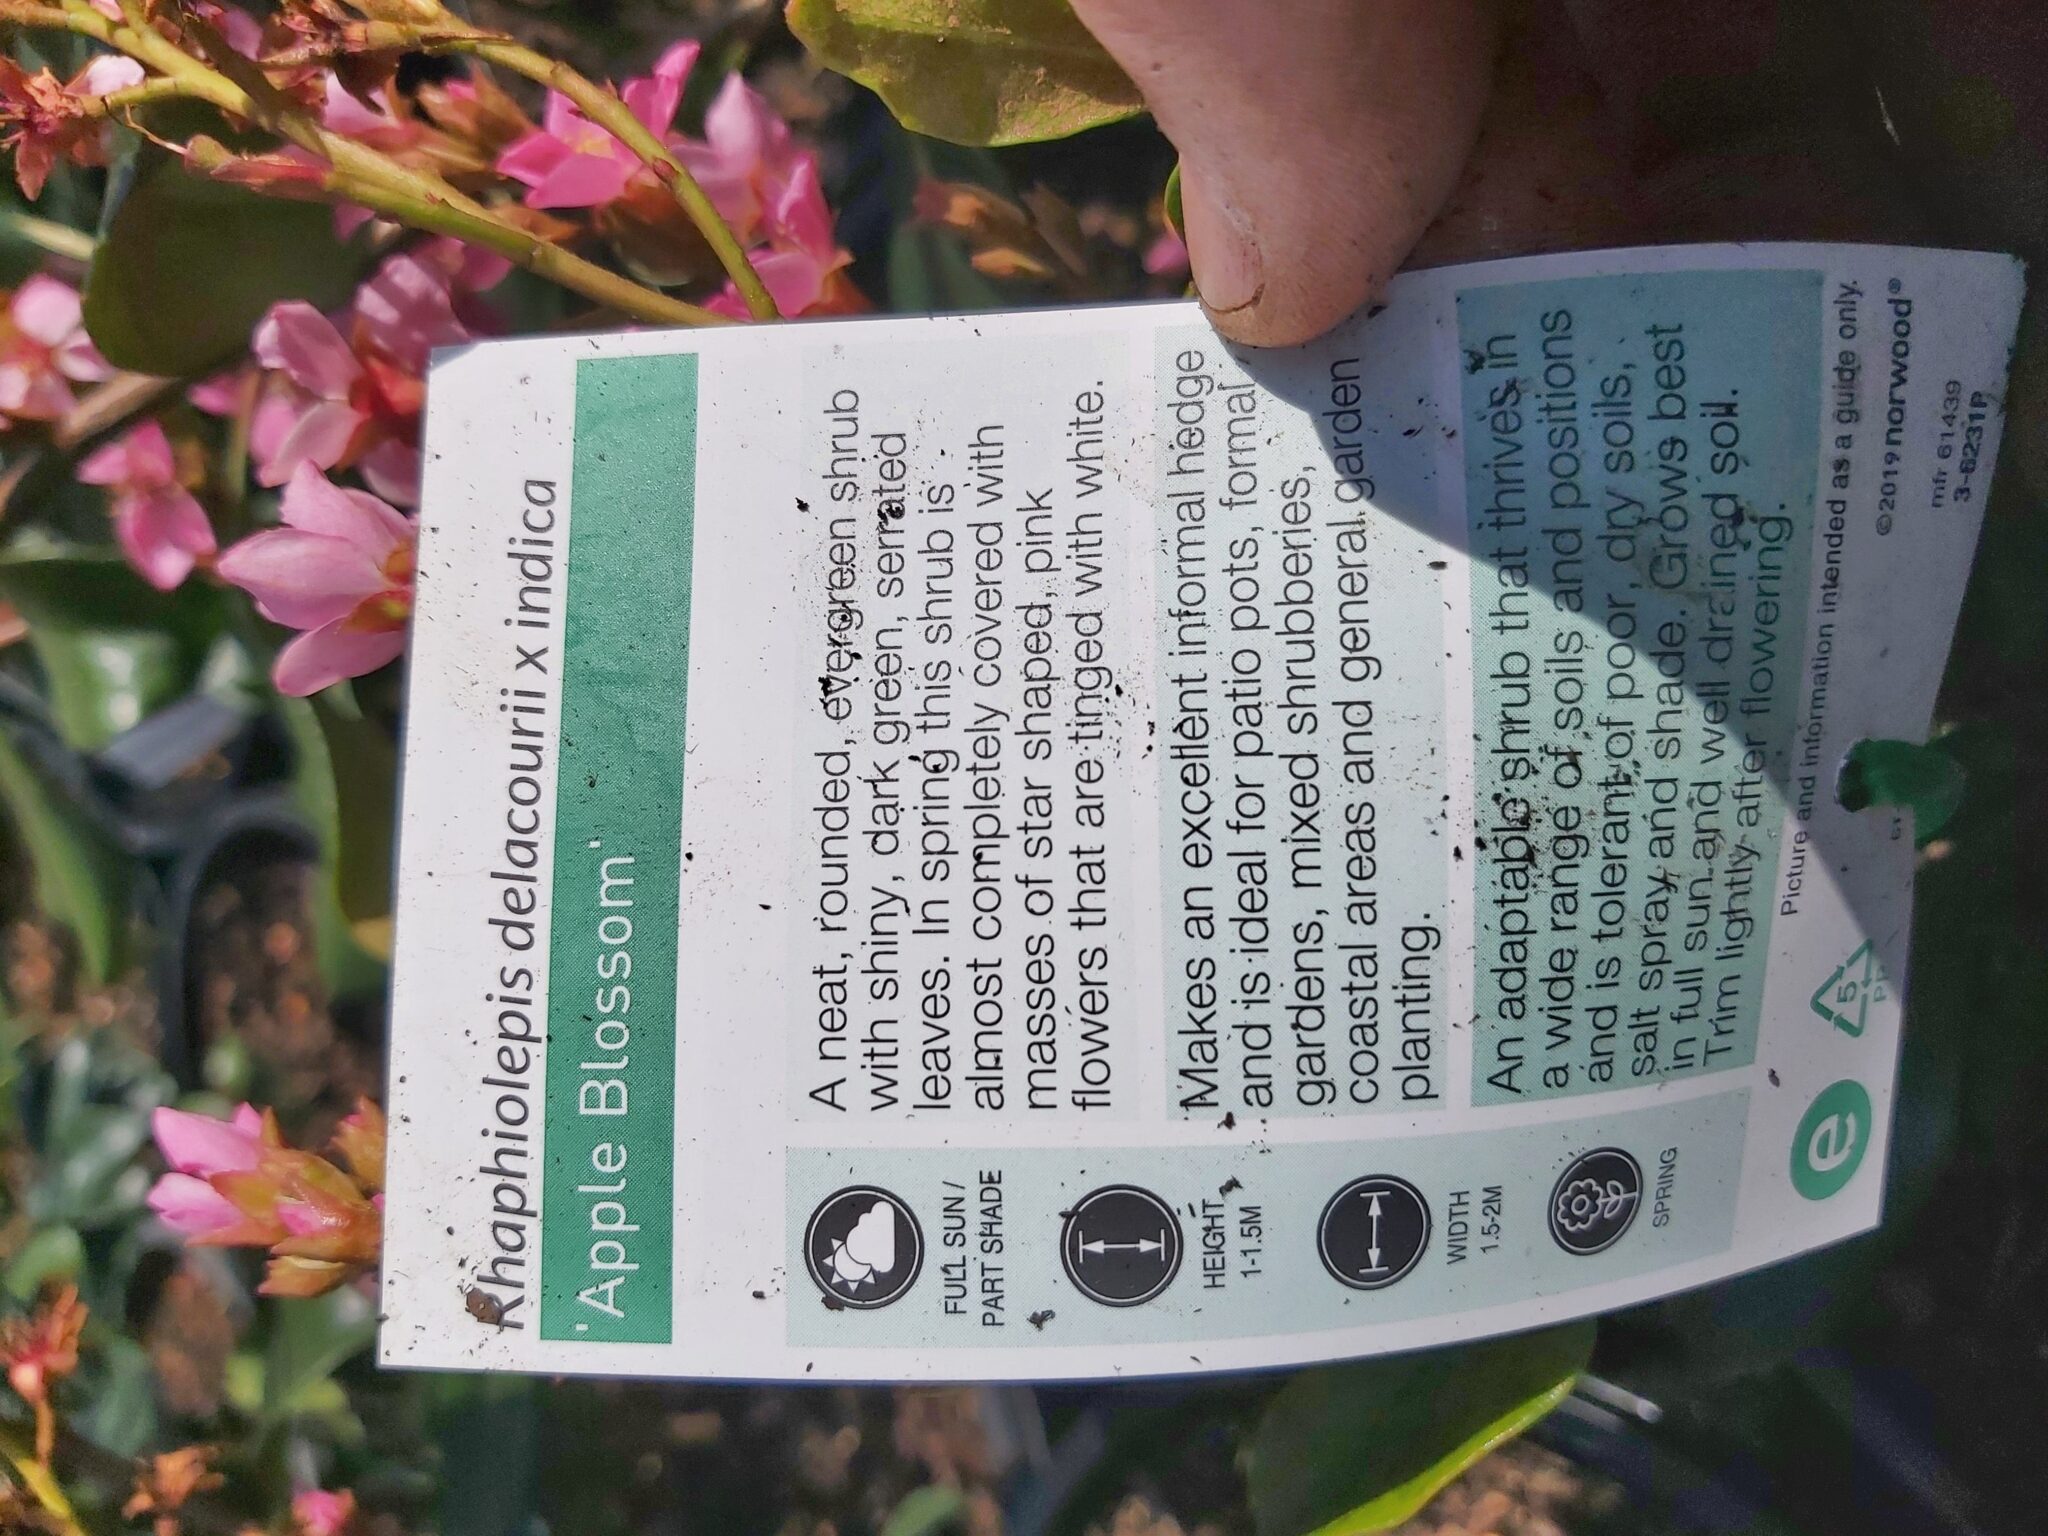 Rhaphiolepis delacourii x indica
'Apple Blossom'
A neat, rounded, evergreen shrub
with shiny, dark green, serrated
leaves. In spring this shrub is
almost completely covered with
masses of star shaped, pink
flowers that are tinged with white.
Makes an excellent informal hedge
and is ideal for patio pots, formal
gardens, mixed shrubberies,
coastal areas and general garden
planting.
An adaptable shrub that thrives in
a wide range of soils and positions
and is tolerant of poor, dry soils,
salt spray and shade. Grows best
in full sun and well drained soil.
Trim lightly after flowering.
FULL SUN /
PART SHADE
HEIGHT
1-1.5M
WIDTH
1.5-2M
SPRING
e
5
Picture and information intended as a guide only.
©2019 norwood®
mfr 61439
3-6231P